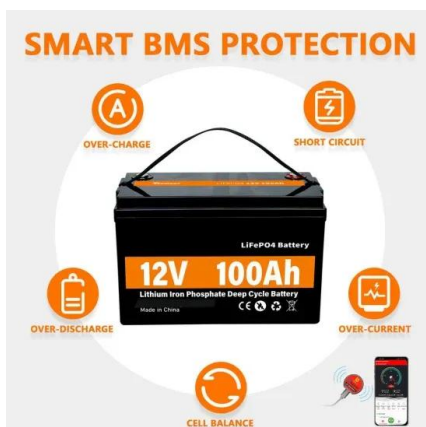 SMART BMS PROTECTION
A
OVER-CHARGE
SHORT CIRCUIT
LiFePO4 Battery
12V 100Ah
Lithium Iron Phosphate Deep Cycle Battery
Made in China
CE
OVER-DISCHARGE
OVER-CURRENT
CELL BALANCE